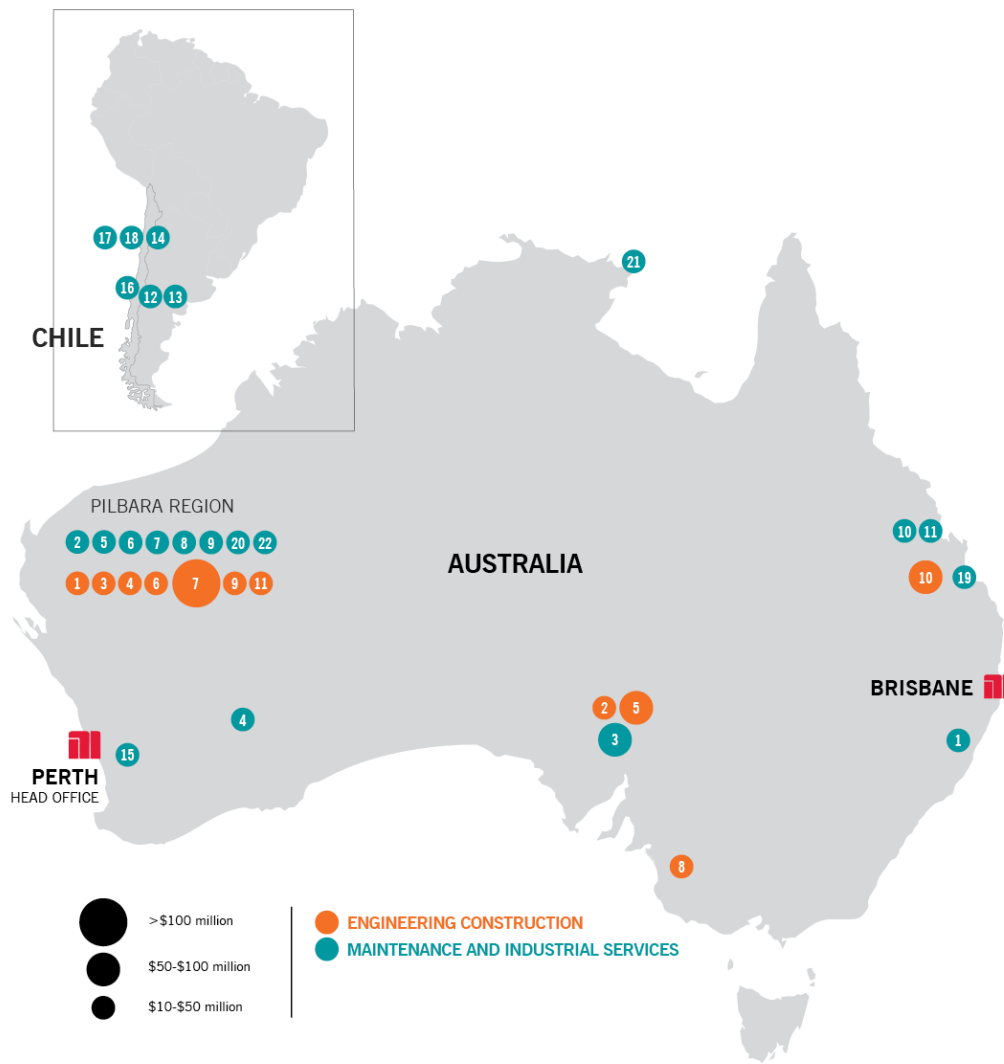 17 18 14
21
16 12 13
CHILE
PILBARA REGION
2 5 6 7 8 9 20 22
10 11
AUSTRALIA
1 3 4 6 7 9 11
10 19
BRISBANE
2 5
4
3
1
15
PERTH
HEAD OFFICE
8
>$100 million
ENGINEERING CONSTRUCTION
MAINTENANCE AND INDUSTRIAL SERVICES
$50-$100 million
$10-$50 million